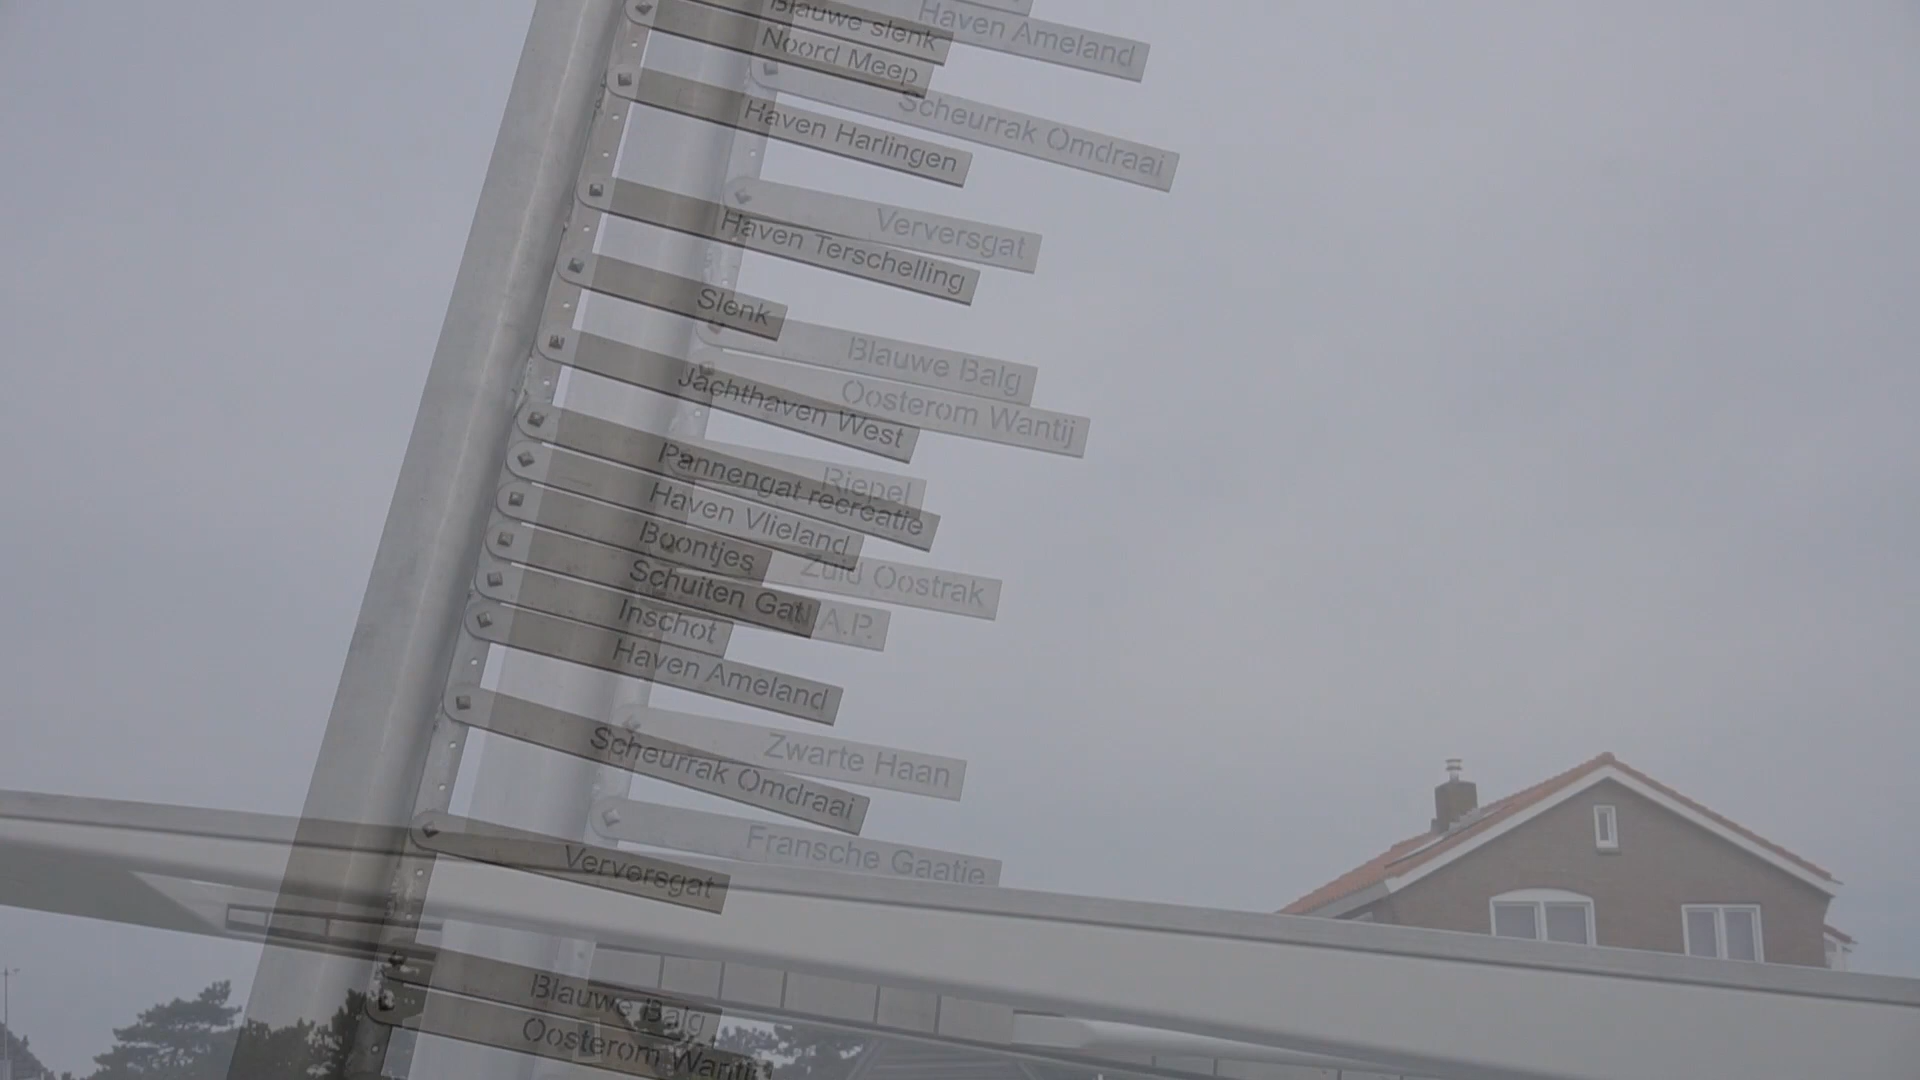 Blauwe slenk
Haven Ameland
Noord Meep
Scheurrak Omdraai
Haven Harlingen
Verversgat
Haven Terschelling
Slenk
Blauwe Balg
Oosterom Wantij
Jachthaven West
Riepel
Pannengat recreatie
Haven Vlieland
Boontjes
Zuid Oostrak
Schuiten Gat
A.P.
Inschot
Haven Ameland
Zwarte Haan
Scheurrak Omdraai
Fransche Gaatje
Verversgat
Blauwe Balg
Oosterom Wantij